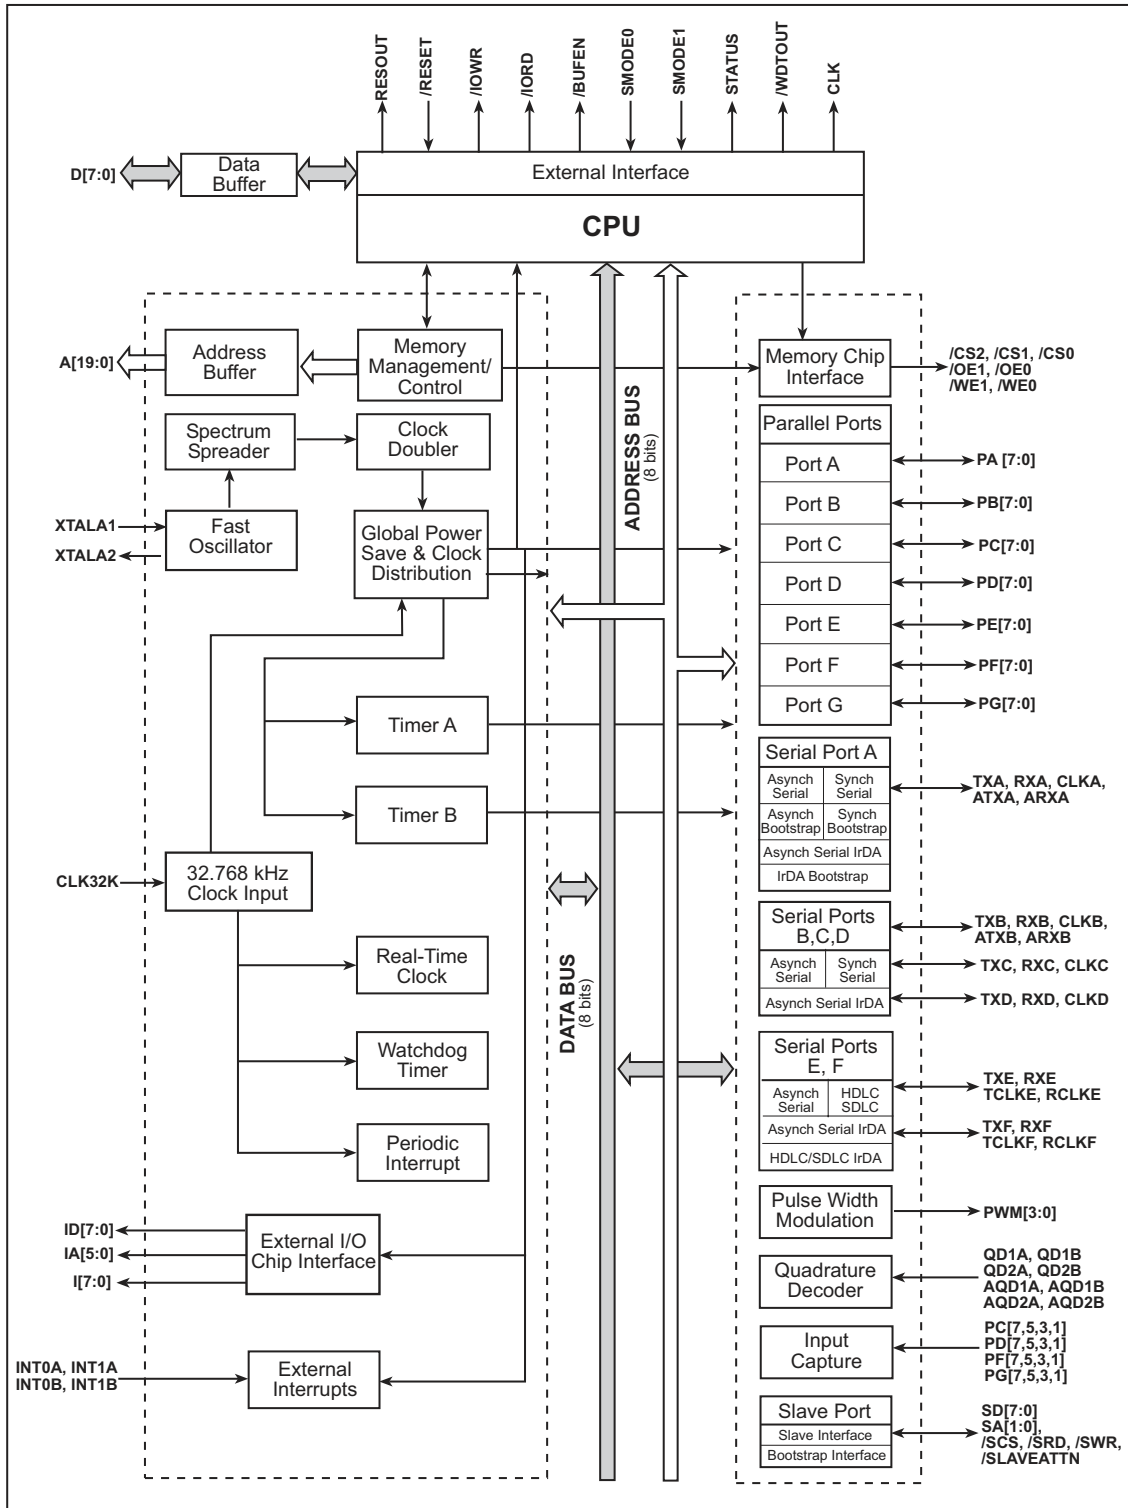 RESOUT
/RESET
/IOWR
/IORD
/BUFEN
SMODE0
SMODE1
STATUS
/WDTOUT
CLK
D[7:0]
Data
Buffer
External Interface
CPU
A[19:0]
Address
Buffer
Memory
Management/
Control
Spectrum
Spreader
Clock
Doubler
XTALA1
XTALA2
Fast
Oscillator
Global Power
Save & Clock
Distribution
Timer A
Timer B
CLK32K
32.768 kHz
Clock Input
Real-Time
Clock
Watchdog
Timer
Periodic
Interrupt
ID[7:0]
IA[5:0]
I[7:0]
External I/O
Chip Interface
INT0A, INT1A
INT0B, INT1B
External
Interrupts
ADDRESS BUS
(8 bits)
DATA BUS
(8 bits)
Memory Chip
Interface
/CS2, /CS1, /CS0
/OE1, /OE0
/WE1, /WE0
Parallel Ports
Port A
PA [7:0]
Port B
PB[7:0]
Port C
PC[7:0]
Port D
PD[7:0]
Port E
PE[7:0]
Port F
PF[7:0]
Port G
PG[7:0]
Serial Port A
Asynch
Serial
Synch
Serial
Asynch
Bootstrap
Synch
Bootstrap
Asynch Serial IrDA
IrDA Bootstrap
TXA, RXA, CLKA,
ATXA, ARXA
Serial Ports
B,C,D
Asynch
Serial
Synch
Serial
Asynch Serial IrDA
TXB, RXB, CLKB,
ATXB, ARXB
TXC, RXC, CLKC
TXD, RXD, CLKD
Serial Ports
E, F
Asynch
Serial
HDLC
SDLC
Asynch Serial IrDA
HDLC/SDLC IrDA
TXE, RXE
TCLKE, RCLKE
TXF, RXF
TCLKF, RCLKF
Pulse Width
Modulation
PWM[3:0]
Quadrature
Decoder
QD1A, QD1B
QD2A, QD2B
AQD1A, AQD1B
AQD2A, AQD2B
Input
Capture
PC[7,5,3,1]
PD[7,5,3,1]
PF[7,5,3,1]
PG[7,5,3,1]
Slave Port
Slave Interface
Bootstrap Interface
SD[7:0]
SA[1:0],
/SCS, /SRD, /SWR,
/SLAVEATTN